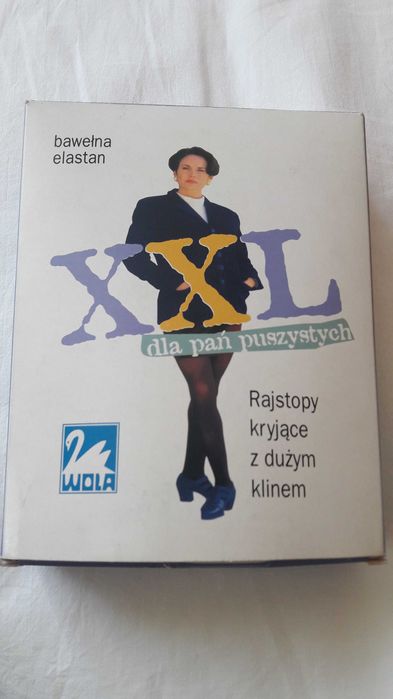 bawełna
elastan
XXL
dla pań puszystych
Rajstopy
kryjące
z dużym
klinem
WOLA